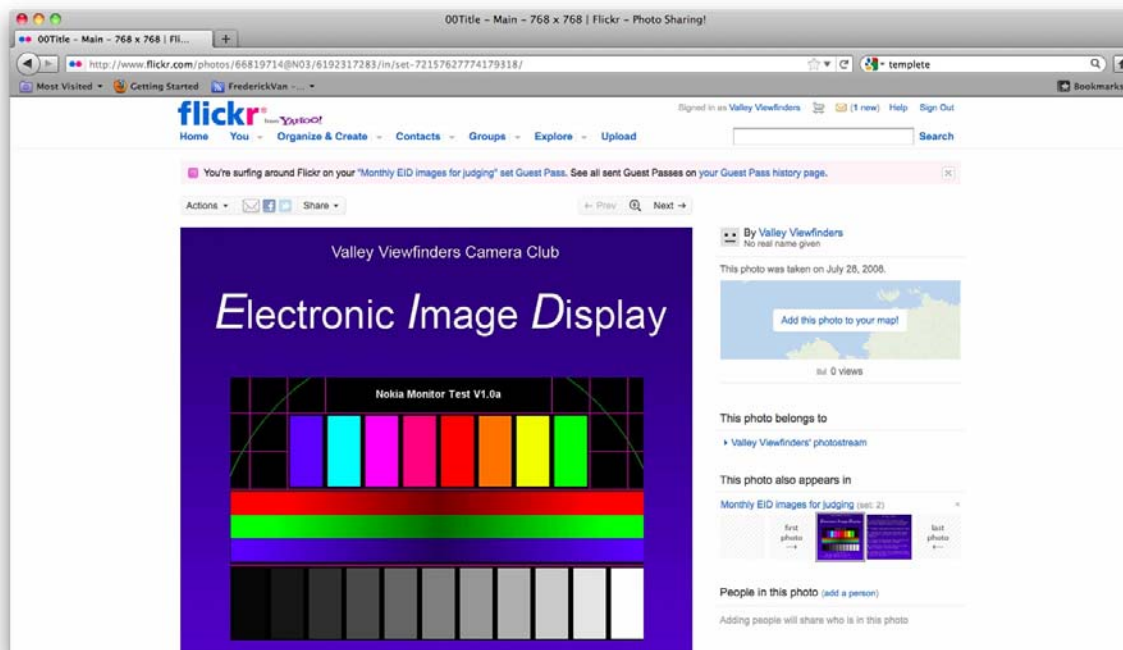 00Title - Main - 768 x 768 | Flickr - Photo Sharing!
00Title - Main - 768 x 768 | Fli...
http://www.flickr.com/photos/66819714@N03/6192317283/in/set-72157627774179318/
templete
Most Visited
Getting Started
FrederickVan -...
Bookmarks
flickr from YAHOO!
Signed in as Valley Viewfinders (1 new) Help Sign Out
Home You Organize & Create Contacts Groups Explore Upload
Search
You're surfing around Flickr on your "Monthly EID images for judging" set Guest Pass. See all sent Guest Passes on your Guest Pass history page.
Actions Share
← Prev Next →
Valley Viewfinders Camera Club
Electronic Image Display
Nokia Monitor Test V1.0a
By Valley Viewfinders
No real name given
This photo was taken on July 28, 2008.
Add this photo to your map!
0 views
This photo belongs to
Valley Viewfinders' photostream
This photo also appears in
Monthly EID images for judging (set: 2)
first photo →
last photo ←
People in this photo (add a person)
Adding people will share who is in this photo